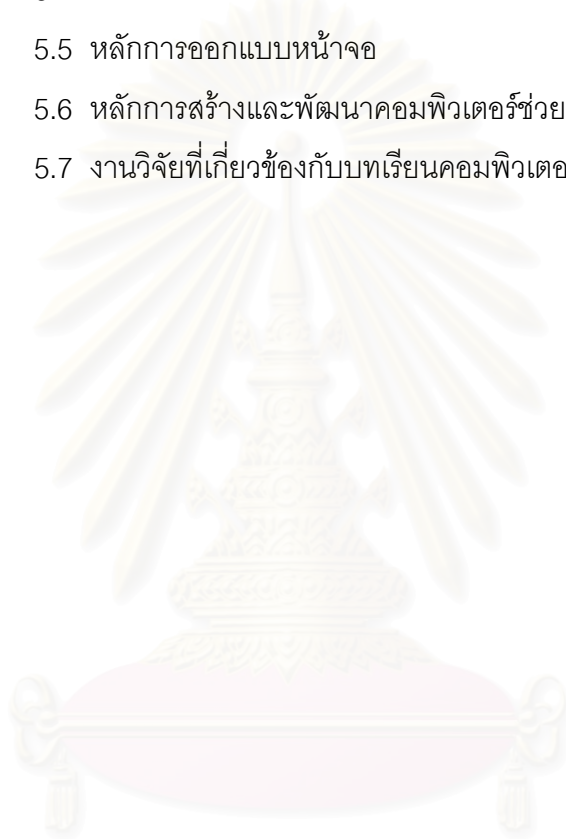 5.5 หลักการออกแบบหน้าจอ
5.6 หลักการสร้างและพัฒนาคอมพิวเตอร์ช่วย
5.7 งานวิจัยที่เกี่ยวข้องกับบทเรียนคอมพิวเตอ